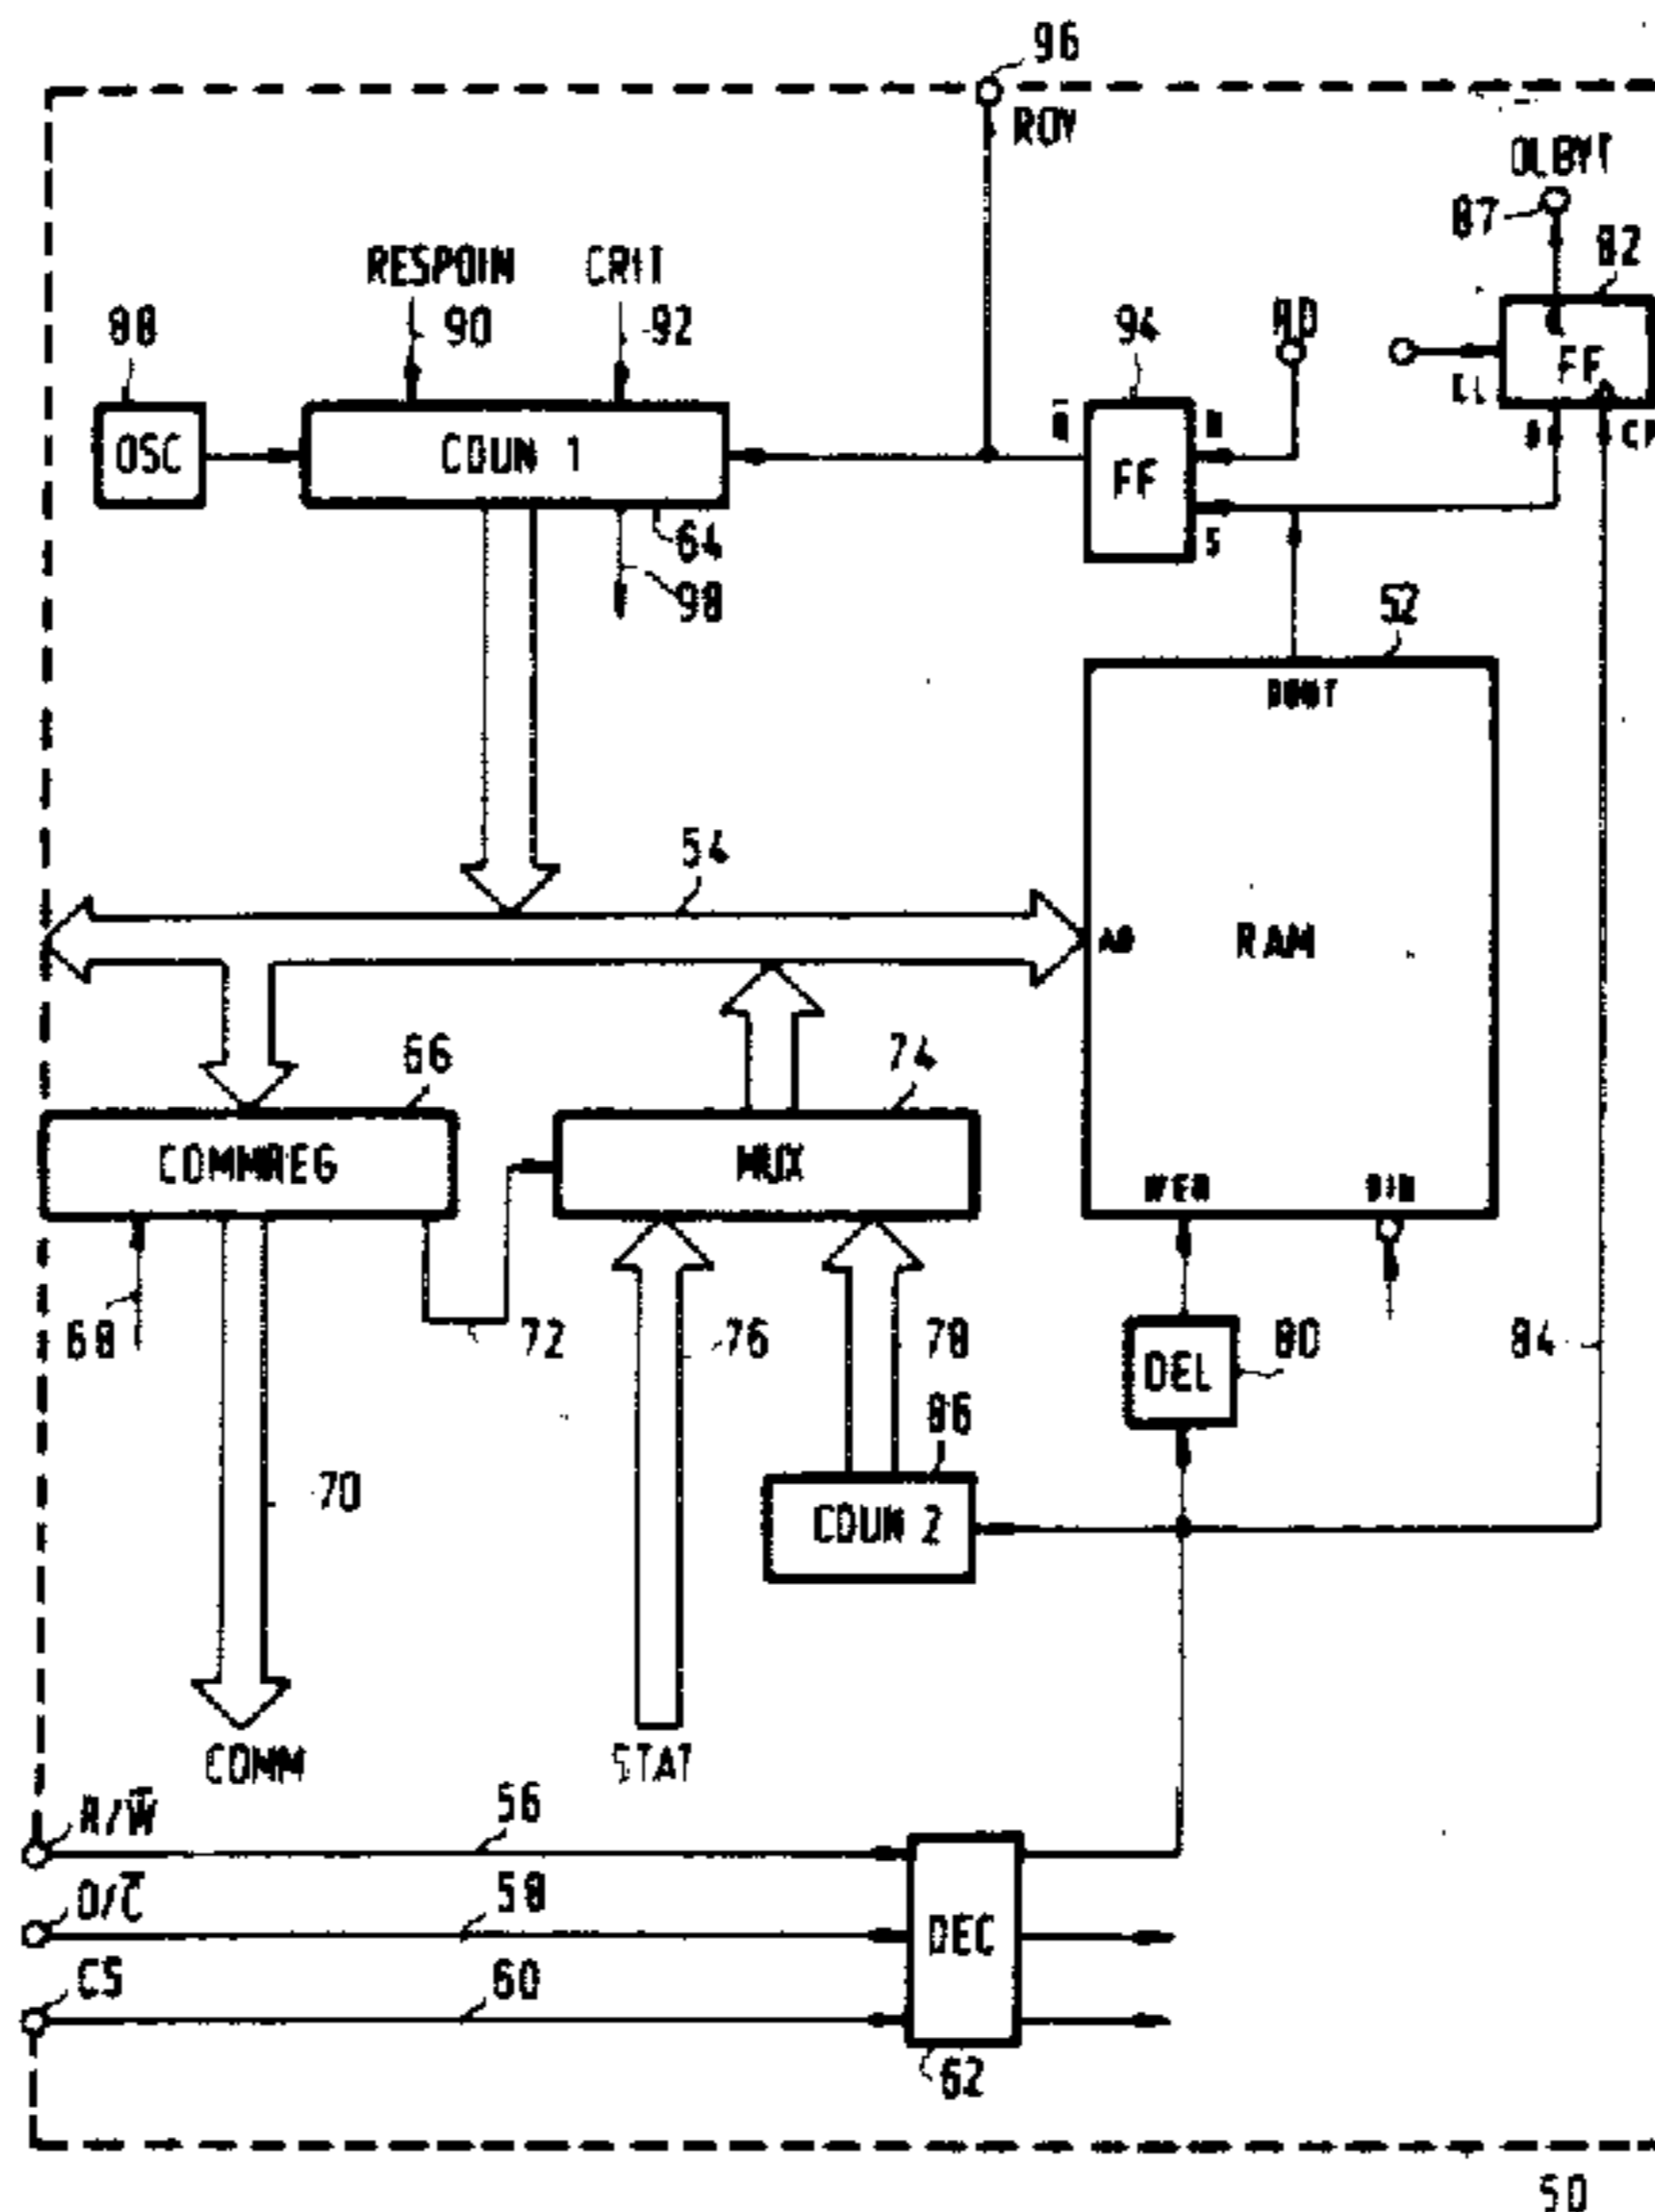 96
RDY
87
82
RESPOIN
CRIT
88
90
92
94
FF
CL
OSC
COUN 1
Q̄
FF
S
64
98
52
54
RAM
66
74
COMMREG
MUX
68
72
76
78
DEL
80
84
86
COUN 2
70
COMM
STAT
R/W̄
56
D/C̄
58
CS
60
DEC
62
50